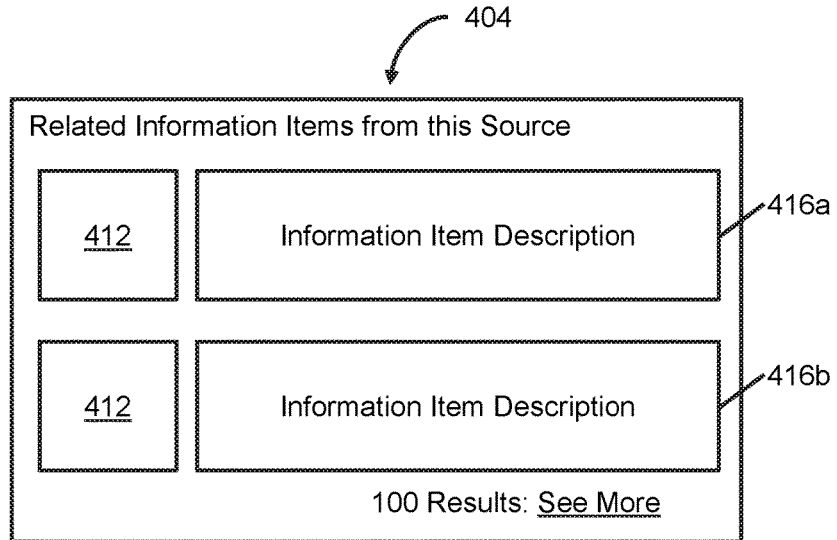 404
Related Information Items from this Source
412 Information Item Description 416a
412 Information Item Description 416b
100 Results: See More